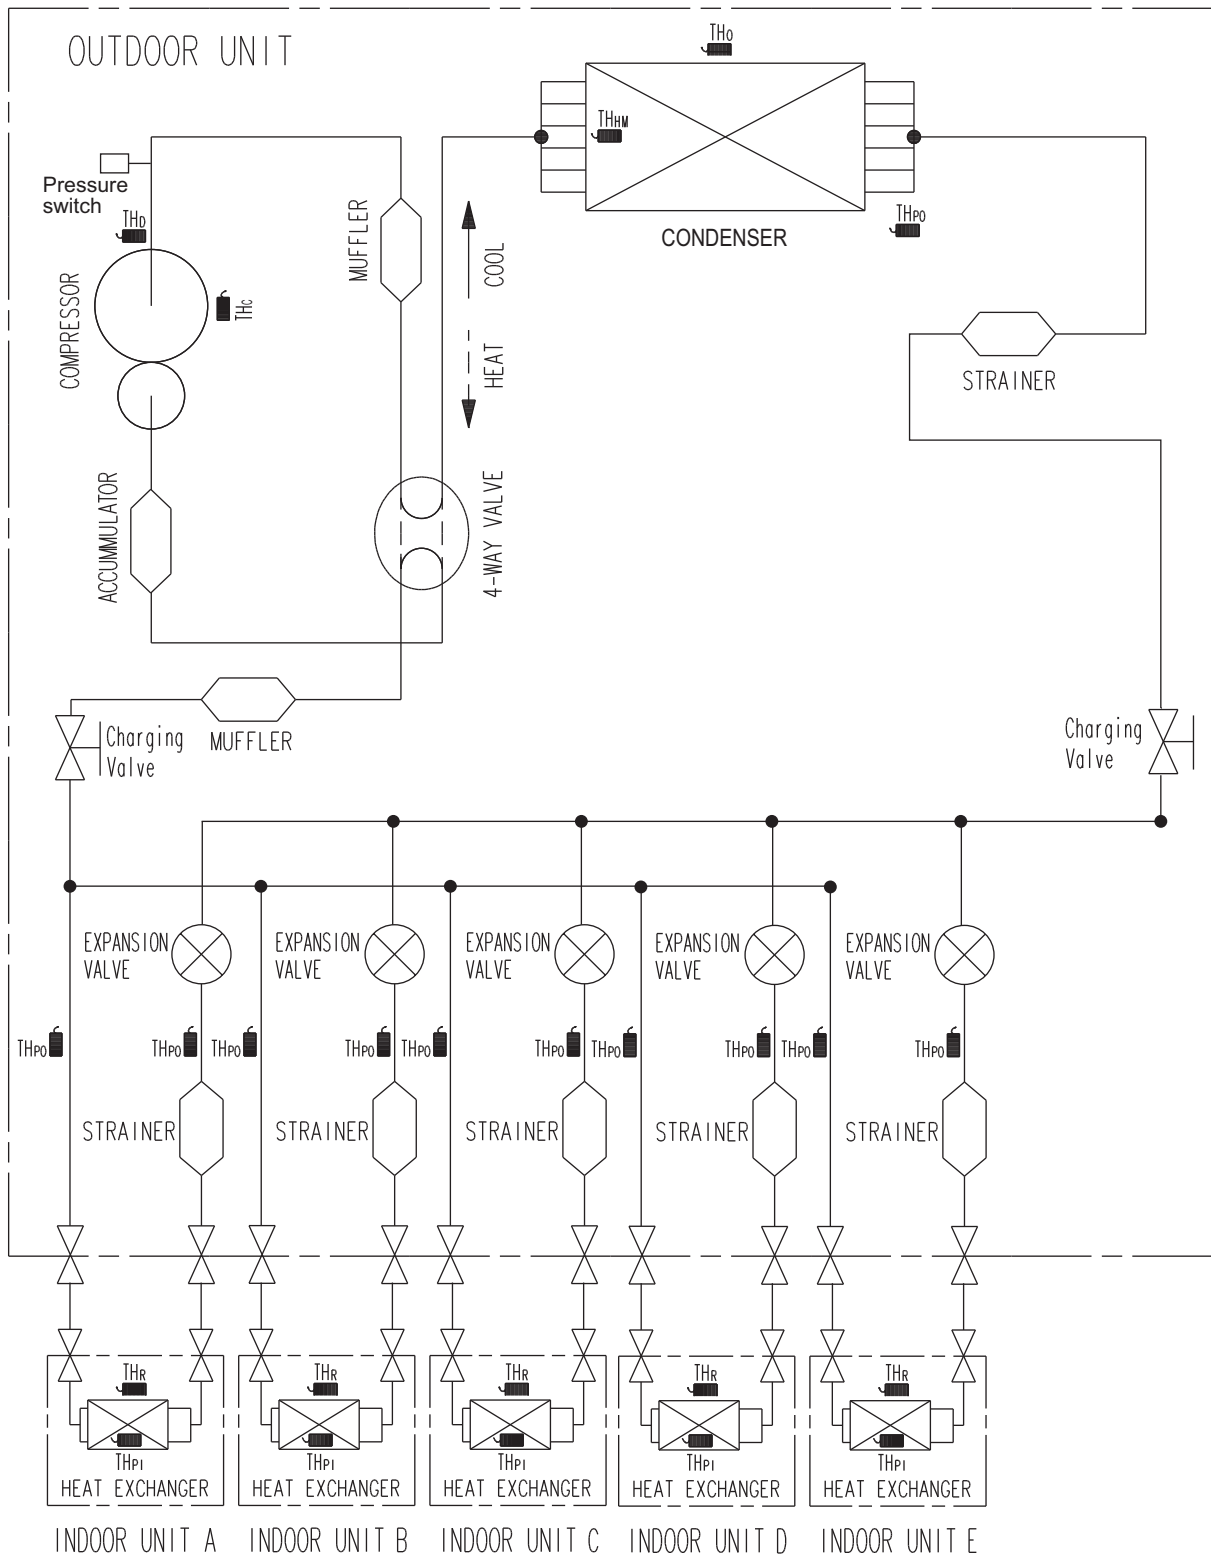 OUTDOOR UNIT
THO
THHM
Pressure
switch
THD
THC
COMPRESSOR
MUFFLER
COOL
HEAT
CONDENSER
THPO
STRAINER
ACCUMMULATOR
4-WAY VALVE
MUFFLER
Charging
Valve
Charging
Valve
EXPANSION
VALVE
EXPANSION
VALVE
EXPANSION
VALVE
EXPANSION
VALVE
EXPANSION
VALVE
THPO
THPO
THPO
THPO
THPO
THPO
THPO
THPO
THPO
STRAINER
STRAINER
STRAINER
STRAINER
STRAINER
THR
THR
THR
THR
THR
THPI
THPI
THPI
THPI
THPI
HEAT EXCHANGER
HEAT EXCHANGER
HEAT EXCHANGER
HEAT EXCHANGER
HEAT EXCHANGER
INDOOR UNIT A
INDOOR UNIT B
INDOOR UNIT C
INDOOR UNIT D
INDOOR UNIT E